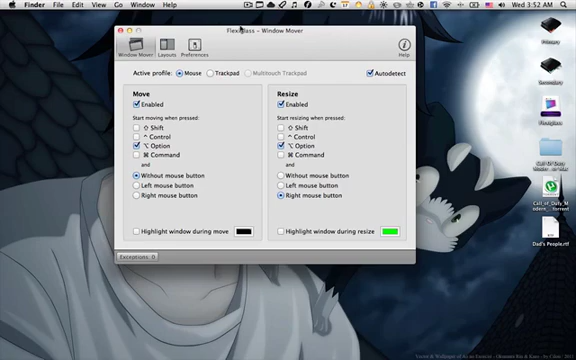 Finder File Edit View Go Window Help
Wed 3:52 AM
Flexiglass – Window Mover
Window Mover Layouts Preferences Help
Active profile: Mouse Trackpad Multitouch Trackpad Autodetect
Move
Enabled
Start moving when pressed:
⇧ Shift
^ Control
⌥ Option
⌘ Command
and
Without mouse button
Left mouse button
Right mouse button
Highlight window during move
Resize
Enabled
Start resizing when pressed:
⇧ Shift
^ Control
⌥ Option
⌘ Command
and
Without mouse button
Left mouse button
Right mouse button
Highlight window during resize
Exceptions: 0
Primary
Secondary
Flexiglass
Call Of Duty
Call_of_Duty_M
Dad's People.rtf